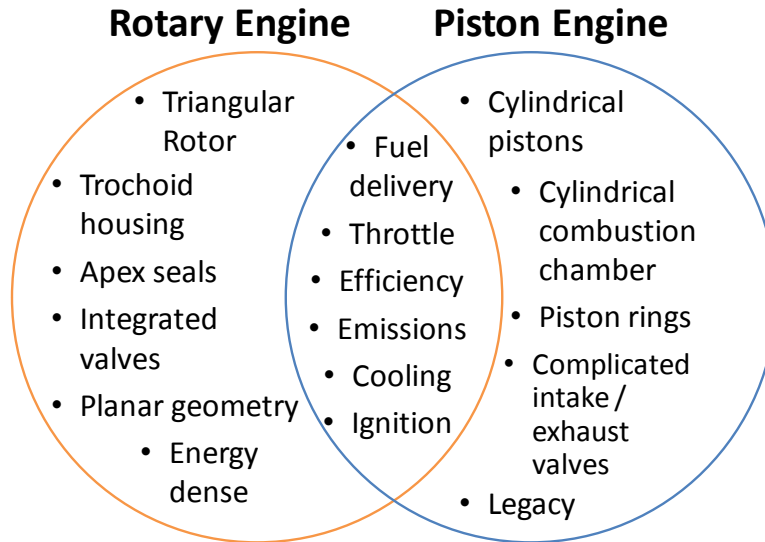 Rotary Engine
Piston Engine
• Triangular
Rotor
• Trochoid
housing
• Apex seals
• Integrated
valves
• Planar geometry
• Energy
dense
• Fuel
delivery
• Throttle
• Efficiency
• Emissions
• Cooling
• Ignition
• Cylindrical
pistons
• Cylindrical
combustion
chamber
• Piston rings
• Complicated
intake /
exhaust
valves
• Legacy